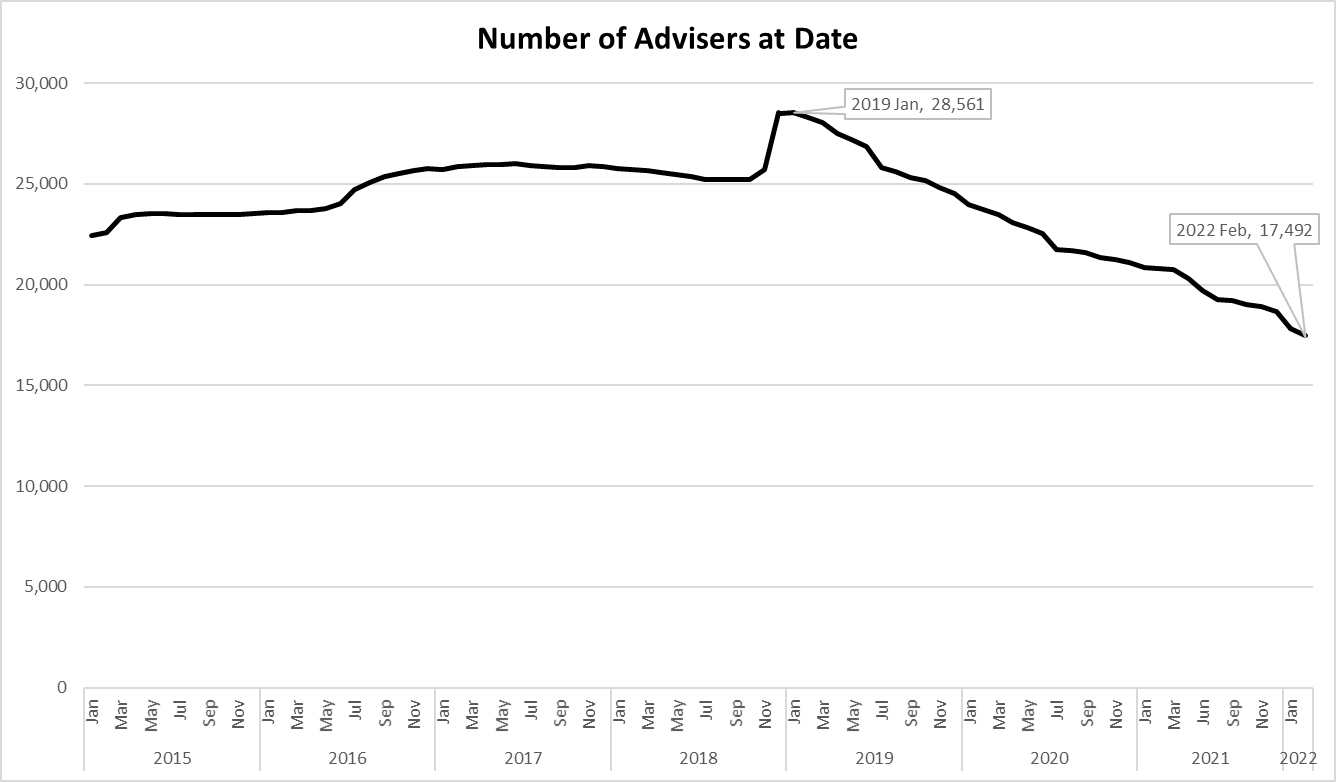 Number of Advisers at Date
30,000
2019 Jan, 28,561
25,000
2022 Feb, 17,492
20,000
15,000
10,000
5,000
0
Jan Mar May Jul Sep Nov Jan Mar May Jul Sep Nov Jan Mar May Jul Sep Nov Jan Mar May Jul Sep Nov Jan Mar May Jul Sep Nov Jan Mar May Jul Sep Nov Jan Mar Jun Sep Nov Jan
2015 2016 2017 2018 2019 2020 2021 2022